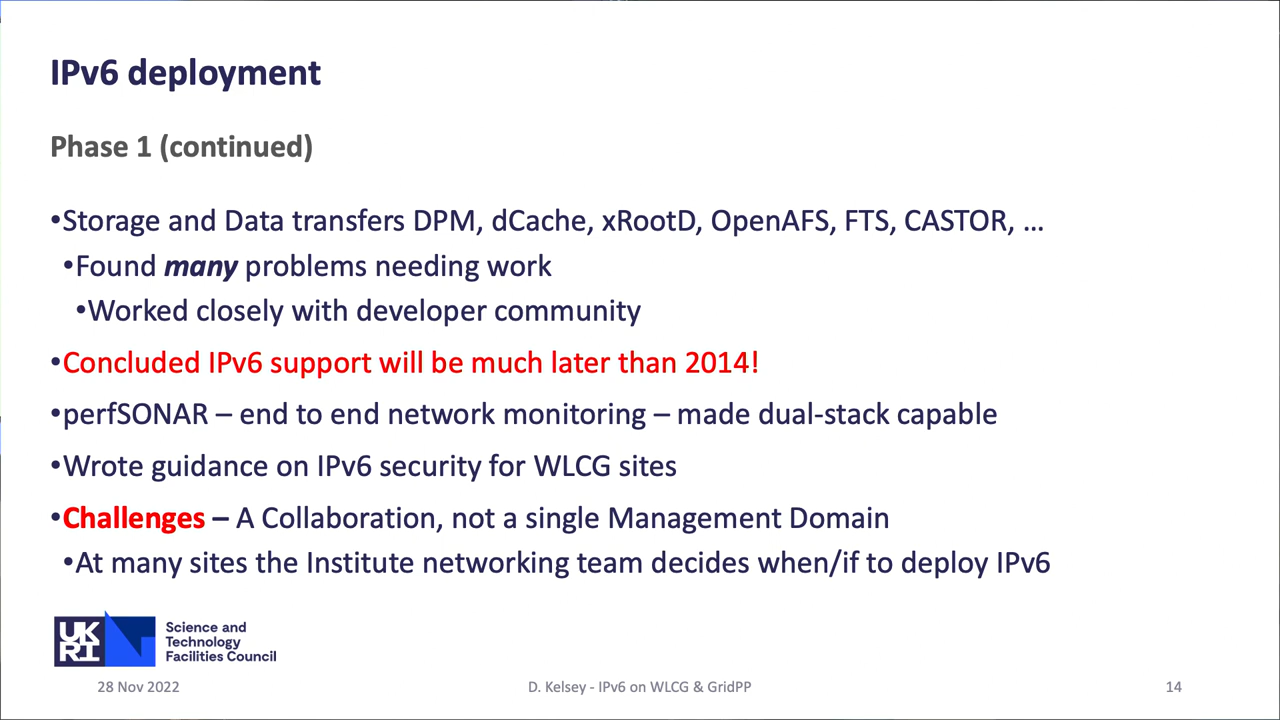 IPv6 deployment
Phase 1 (continued)
•Storage and Data transfers DPM, dCache, xRootD, OpenAFS, FTS, CASTOR, …
•Found many problems needing work
•Worked closely with developer community
•Concluded IPv6 support will be much later than 2014!
•perfSONAR – end to end network monitoring – made dual-stack capable
•Wrote guidance on IPv6 security for WLCG sites
•Challenges – A Collaboration, not a single Management Domain
•At many sites the Institute networking team decides when/if to deploy IPv6
UK
RI
Science and
Technology
Facilities Council
28 Nov 2022
D. Kelsey - IPv6 on WLCG & GridPP
14